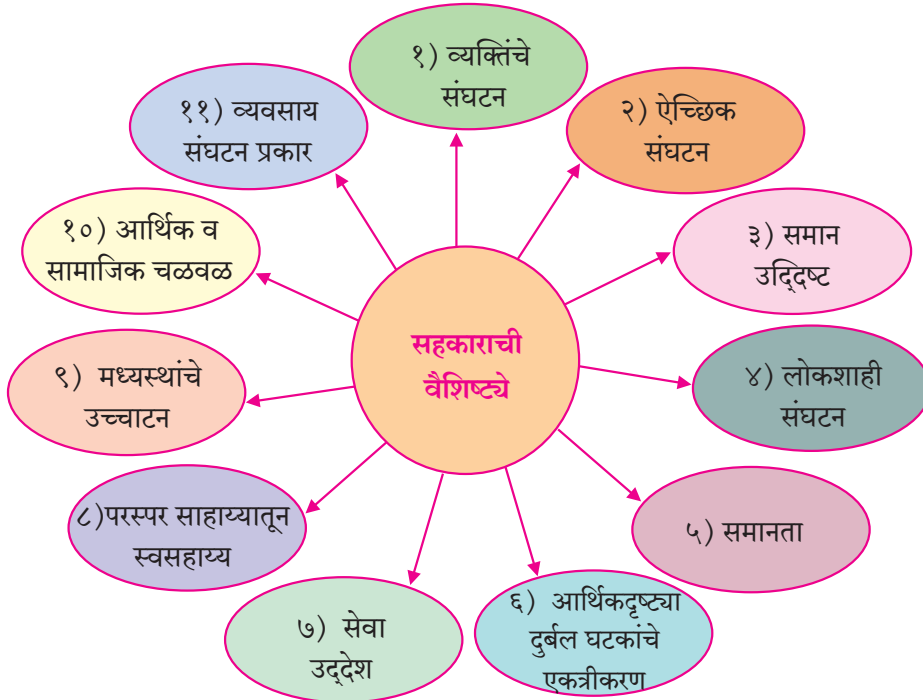 सहकाराची
वैशिष्ट्ये
१) व्यक्तिंचे
संघटन
२) ऐच्छिक
संघटन
३) समान
उद्दिष्ट
४) लोकशाही
संघटन
५) समानता
६) आर्थिकदृष्ट्या
दुर्बल घटकांचे
एकत्रीकरण
७) सेवा
उद्देश
८)परस्पर साहाय्यातून
स्वसहाय्य
९) मध्यस्थांचे
उच्चाटन
१०) आर्थिक व
सामाजिक चळवळ
११) व्यवसाय
संघटन प्रकार